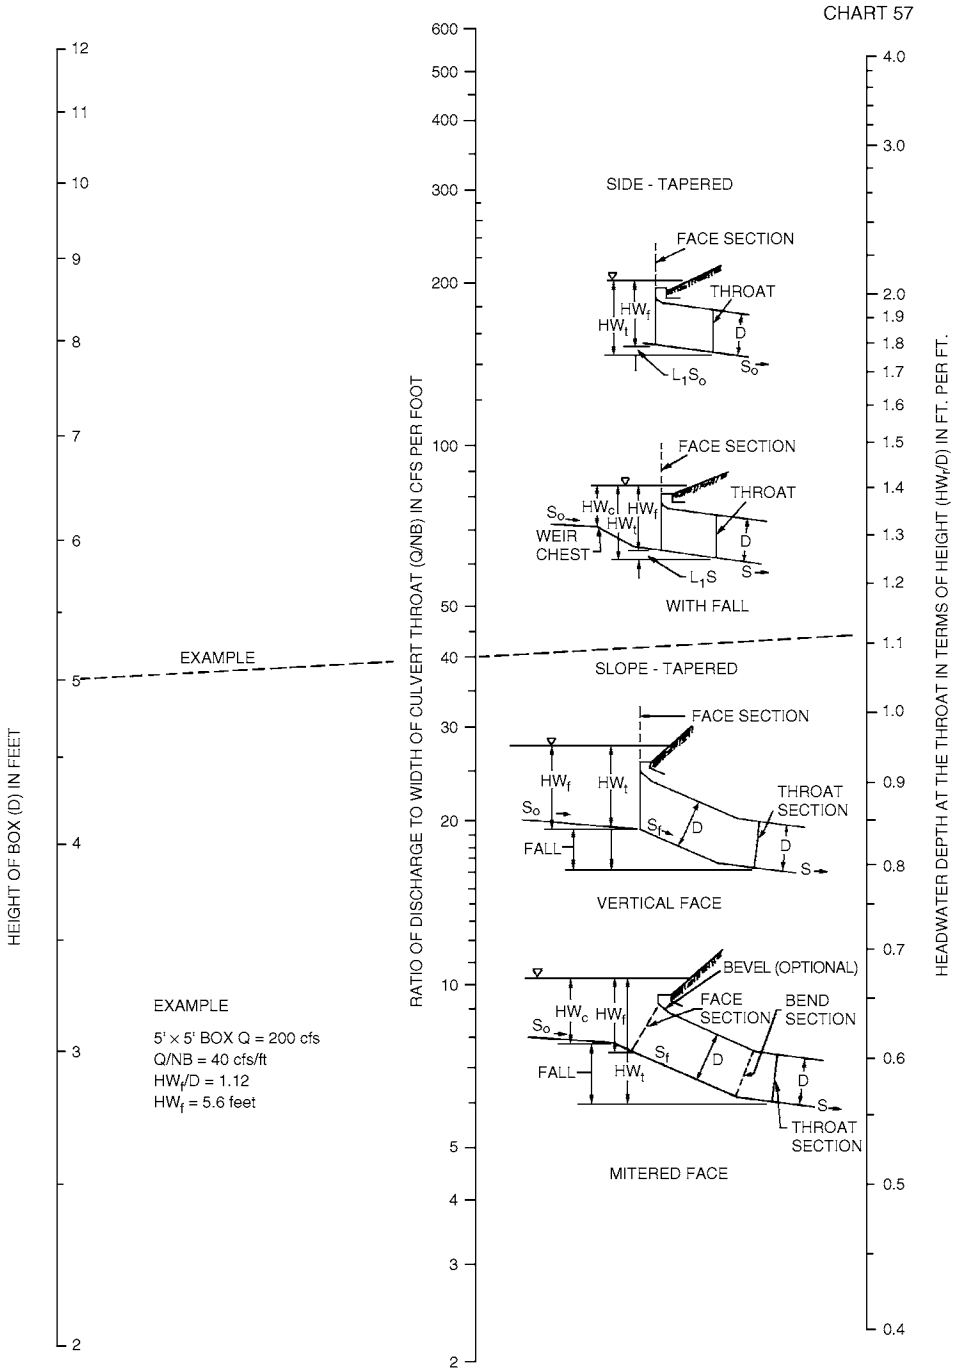 CHART 57
HEIGHT OF BOX (D) IN FEET
12
11
10
9
8
7
6
5
4
3
2
EXAMPLE
EXAMPLE
5' × 5' BOX Q = 200 cfs
Q/NB = 40 cfs/ft
HWf/D = 1.12
HWf = 5.6 feet
RATIO OF DISCHARGE TO WIDTH OF CULVERT THROAT (Q/NB) IN CFS PER FOOT
600
500
400
300
200
100
50
40
30
20
10
5
4
3
2
SIDE - TAPERED
FACE SECTION
THROAT
HWf
HWt
D
So
L1So
FACE SECTION
THROAT
HWc
HWf
HWt
So
D
WEIR
CHEST
S
L1S
WITH FALL
SLOPE - TAPERED
FACE SECTION
HWf
HWt
THROAT
SECTION
So
Sf
D
D
FALL
S
VERTICAL FACE
BEVEL (OPTIONAL)
FACE
SECTION
BEND
SECTION
HWc
HWf
So
Sf
D
FALL
HWt
D
S
THROAT
SECTION
MITERED FACE
4.0
3.0
2.0
1.9
1.8
1.7
1.6
1.5
1.4
1.3
1.2
1.1
1.0
0.9
0.8
0.7
0.6
0.5
0.4
HEADWATER DEPTH AT THE THROAT IN TERMS OF HEIGHT (HWf/D) IN FT. PER FT.